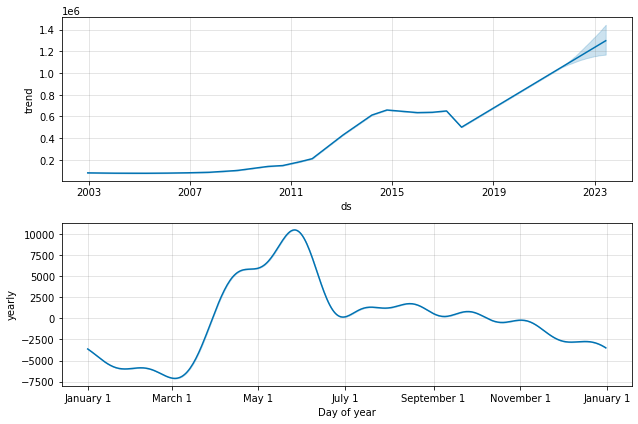 1e6
1.4
1.2
1.0
0.8
0.6
0.4
0.2
trend
2003 2007 2011 2015 2019 2023
ds
10000
7500
5000
2500
0
−2500
−5000
−7500
yearly
January 1 March 1 May 1 July 1 September 1 November 1 January 1
Day of year